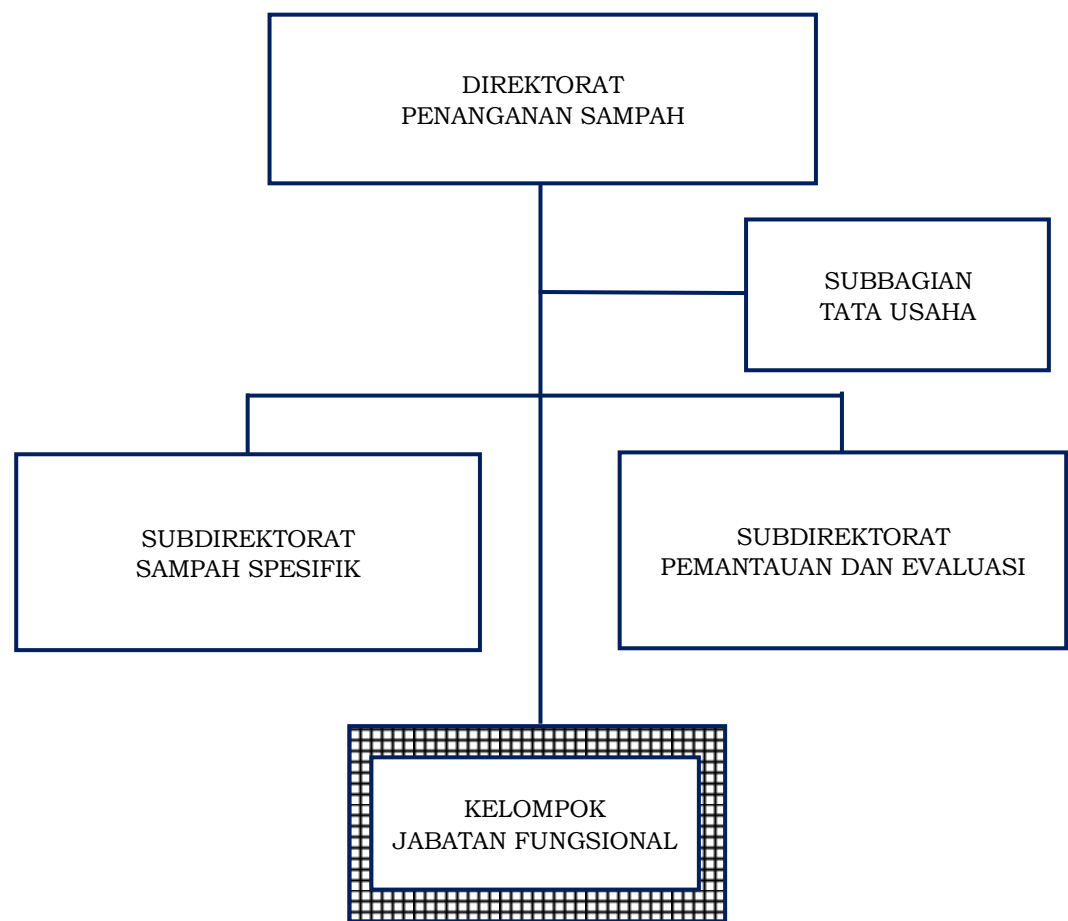 DIREKTORAT
PENANGANAN SAMPAH
SUBBAGIAN
TATA USAHA
SUBDIREKTORAT
SAMPAH SPESIFIK
SUBDIREKTORAT
PEMANTAUAN DAN EVALUASI
KELOMPOK
JABATAN FUNGSIONAL